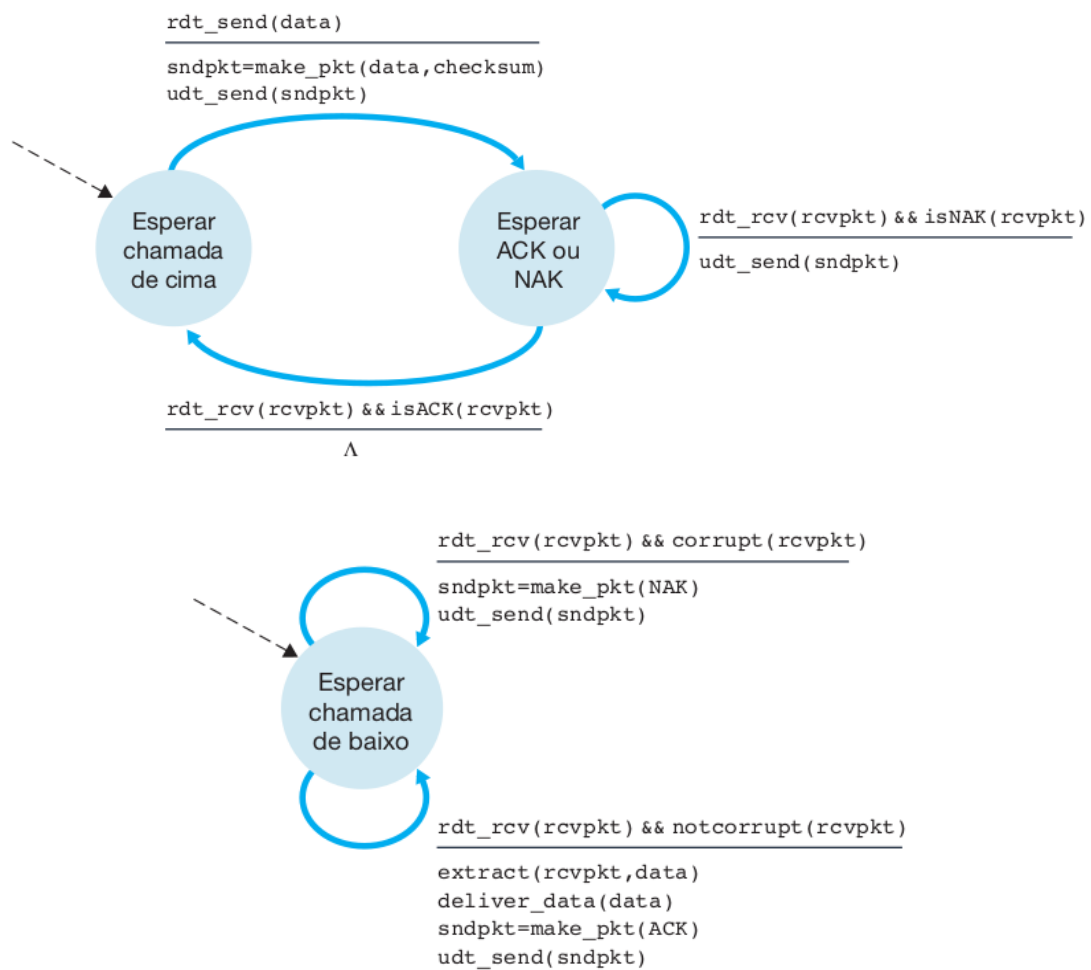 rdt_send(data)
sndpkt=make_pkt(data,checksum)
udt_send(sndpkt)
Esperar
chamada
de cima
Esperar
ACK ou
NAK
rdt_rcv(rcvpkt) && isNAK(rcvpkt)
udt_send(sndpkt)
rdt_rcv(rcvpkt) && isACK(rcvpkt)
Λ
rdt_rcv(rcvpkt) && corrupt(rcvpkt)
sndpkt=make_pkt(NAK)
udt_send(sndpkt)
Esperar
chamada
de baixo
rdt_rcv(rcvpkt) && notcorrupt(rcvpkt)
extract(rcvpkt,data)
deliver_data(data)
sndpkt=make_pkt(ACK)
udt_send(sndpkt)